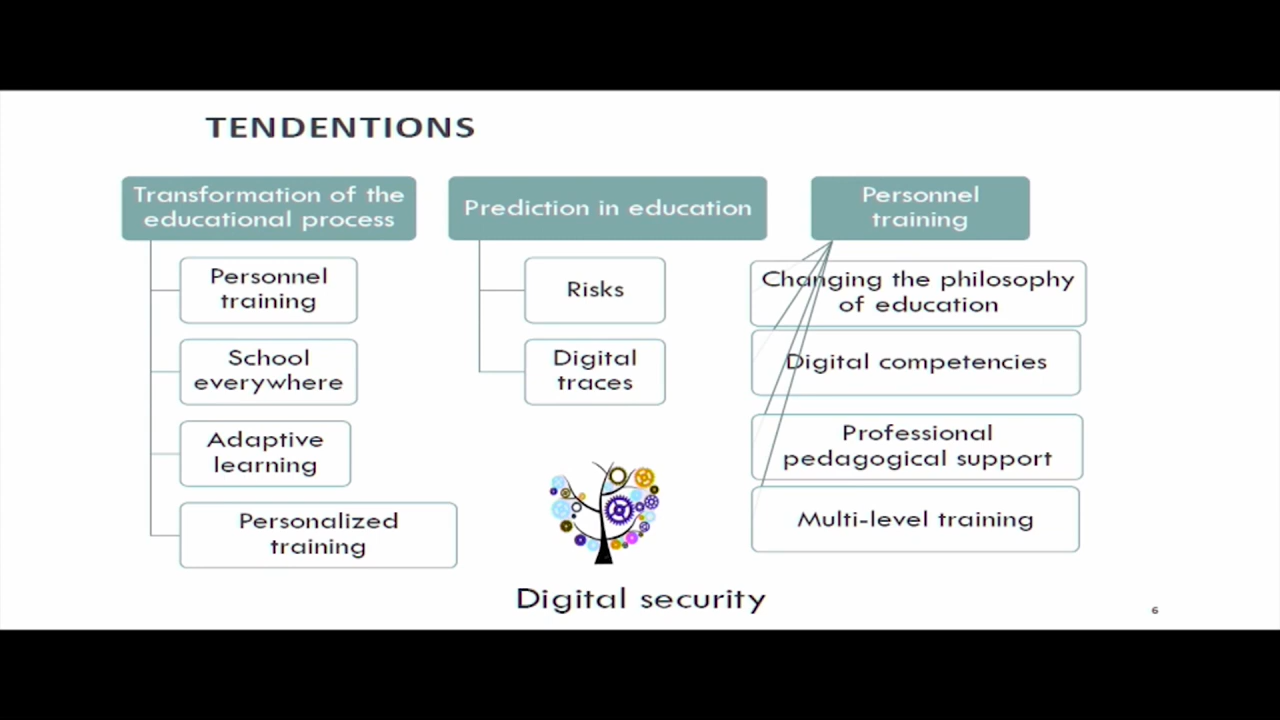 TENDENTIONS
Transformation of the
educational process
Personnel
training
School
everywhere
Adaptive
learning
Personalized
training
Prediction in education
Risks
Digital
traces
Personnel
training
Changing the philosophy
of education
Digital competencies
Professional
pedagogical support
Multi-level training
Digital security
6